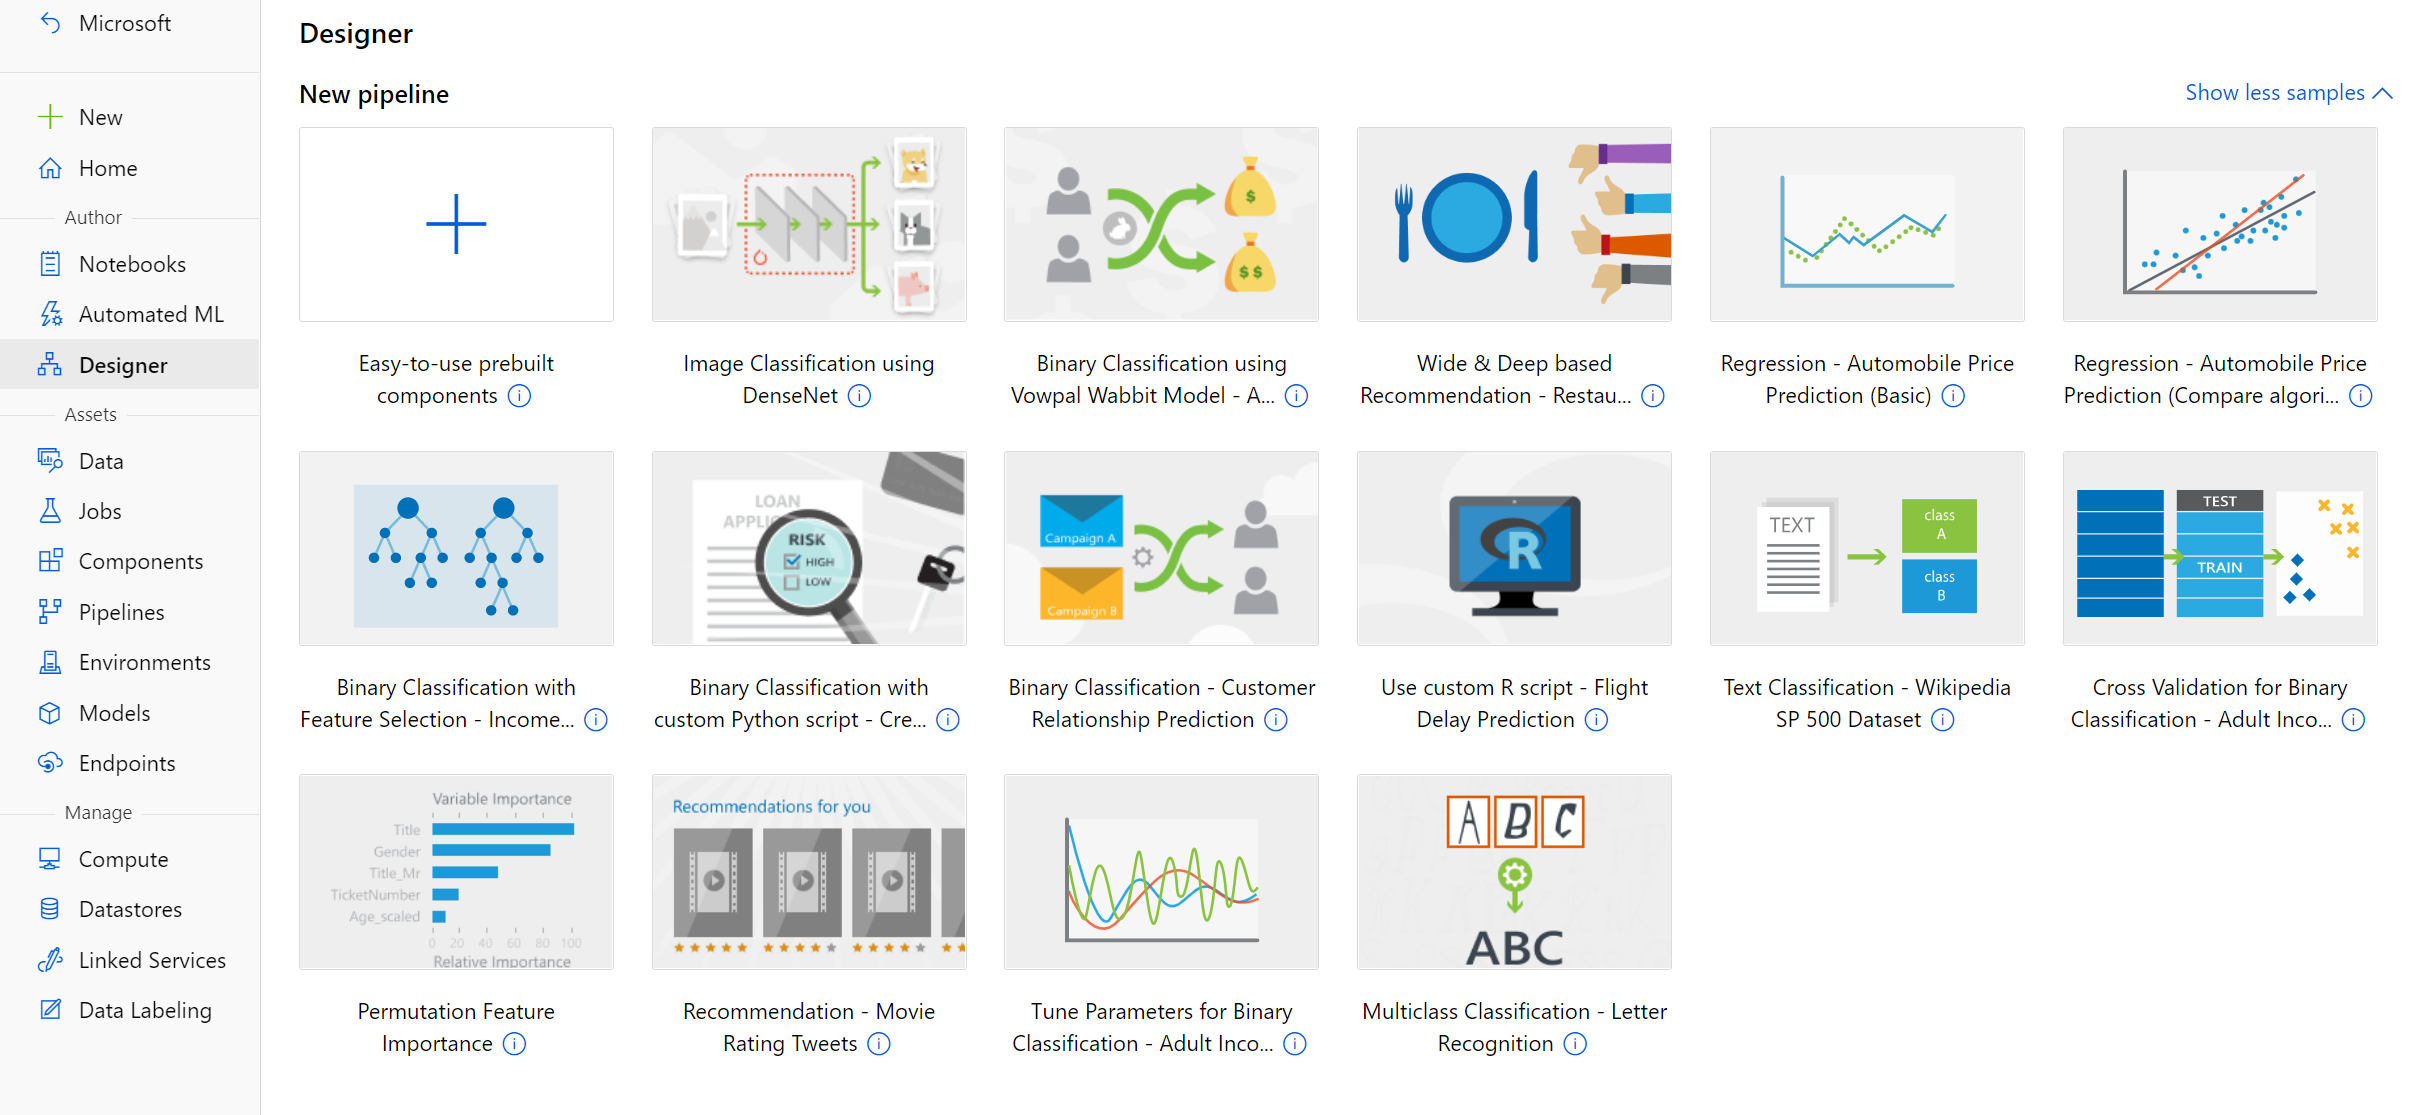 Microsoft
New
Home
Author
Notebooks
Automated ML
Designer
Assets
Data
Jobs
Components
Pipelines
Environments
Models
Endpoints
Manage
Compute
Datastores
Linked Services
Data Labeling
Designer
New pipeline
Show less samples
$
$ $
Easy-to-use prebuilt
components
Image Classification using
DenseNet
Binary Classification using
Vowpal Wabbit Model - A...
Wide & Deep based
Recommendation - Restau...
Regression - Automobile Price
Prediction (Basic)
Regression - Automobile Price
Prediction (Compare algori...
LOAN
APPLIC
RISK
HIGH
LOW
Campaign A
Campaign B
R
TEXT
class
A
class
B
TEST
TRAIN
Binary Classification with
Feature Selection - Income...
Binary Classification with
custom Python script - Cre...
Binary Classification - Customer
Relationship Prediction
Use custom R script - Flight
Delay Prediction
Text Classification - Wikipedia
SP 500 Dataset
Cross Validation for Binary
Classification - Adult Inco...
Variable Importance
Title
Gender
Title_Mr
TicketNumber
Age_scaled
0 20 40 60 80 100
Relative Importance
Recommendations for you
A B C
ABC
Permutation Feature
Importance
Recommendation - Movie
Rating Tweets
Tune Parameters for Binary
Classification - Adult Inco...
Multiclass Classification - Letter
Recognition